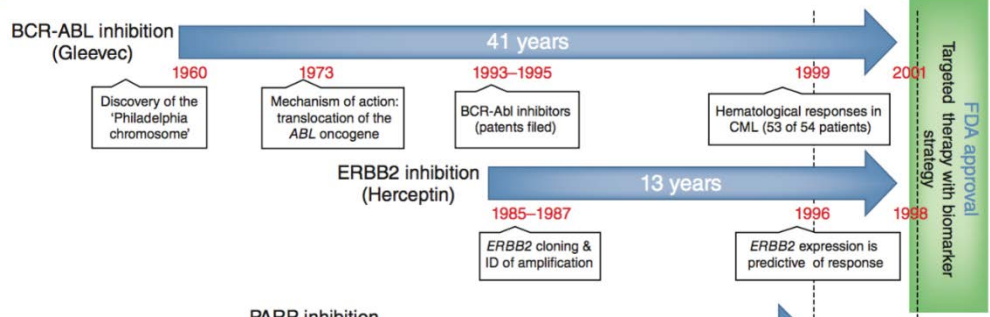 BCR-ABL inhibition
(Gleevec)
41 years
1960
1973
1993–1995
1999
2001
Discovery of the
‘Philadelphia
chromosome’
Mechanism of action:
translocation of the
ABL oncogene
BCR-Abl inhibitors
(patents filed)
Hematological responses in
CML (53 of 54 patients)
ERBB2 inhibition
(Herceptin)
13 years
1985–1987
1996
1998
ERBB2 cloning &
ID of amplification
ERBB2 expression is
predictive of response
PARP inhibition
FDA approval
Targeted therapy with biomarker
strategy